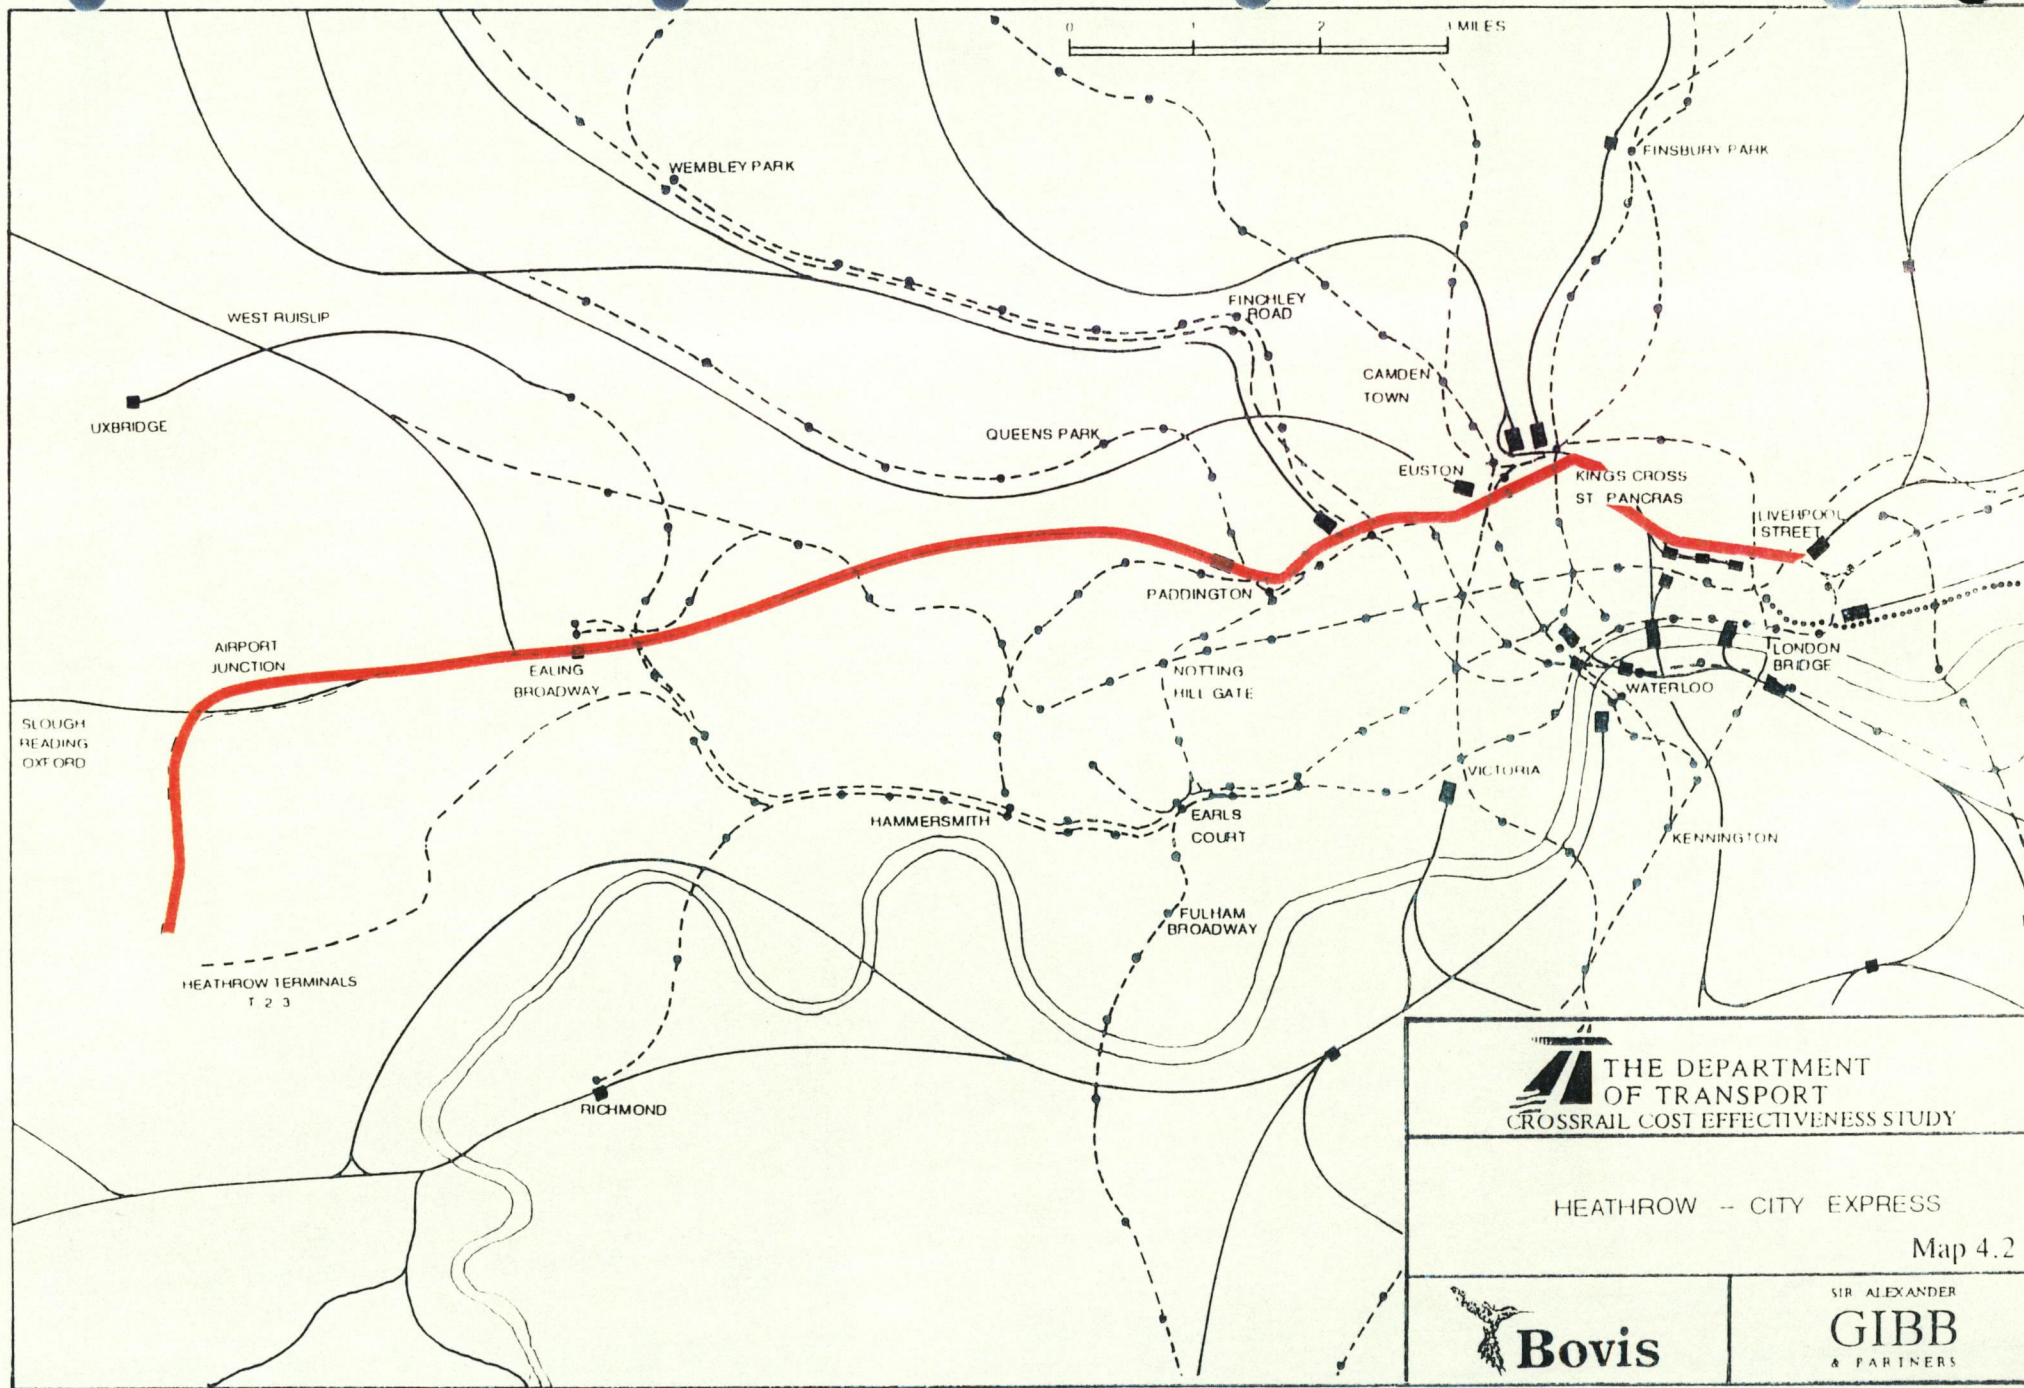 0 1 2 3 MILES
WEMBLEY PARK
FINSBURY PARK
WEST RUISLIP
FINCHLEY
ROAD
CAMDEN
TOWN
UXBRIDGE
QUEENS PARK
EUSTON
KINGS CROSS
ST PANCRAS
LIVERPOOL
STREET
PADDINGTON
AIRPORT
JUNCTION
EALING
BROADWAY
NOTTING
HILL GATE
LONDON
BRIDGE
WATERLOO
SLOUGH
READING
OXFORD
VICTORIA
HAMMERSMITH
EARLS
COURT
KENNINGTON
FULHAM
BROADWAY
HEATHROW TERMINALS
T 2 3
RICHMOND
THE DEPARTMENT
OF TRANSPORT
CROSSRAIL COST EFFECTIVENESS STUDY
HEATHROW -- CITY EXPRESS
Map 4.2
Bovis
SIR ALEXANDER
GIBB
& PARTNERS